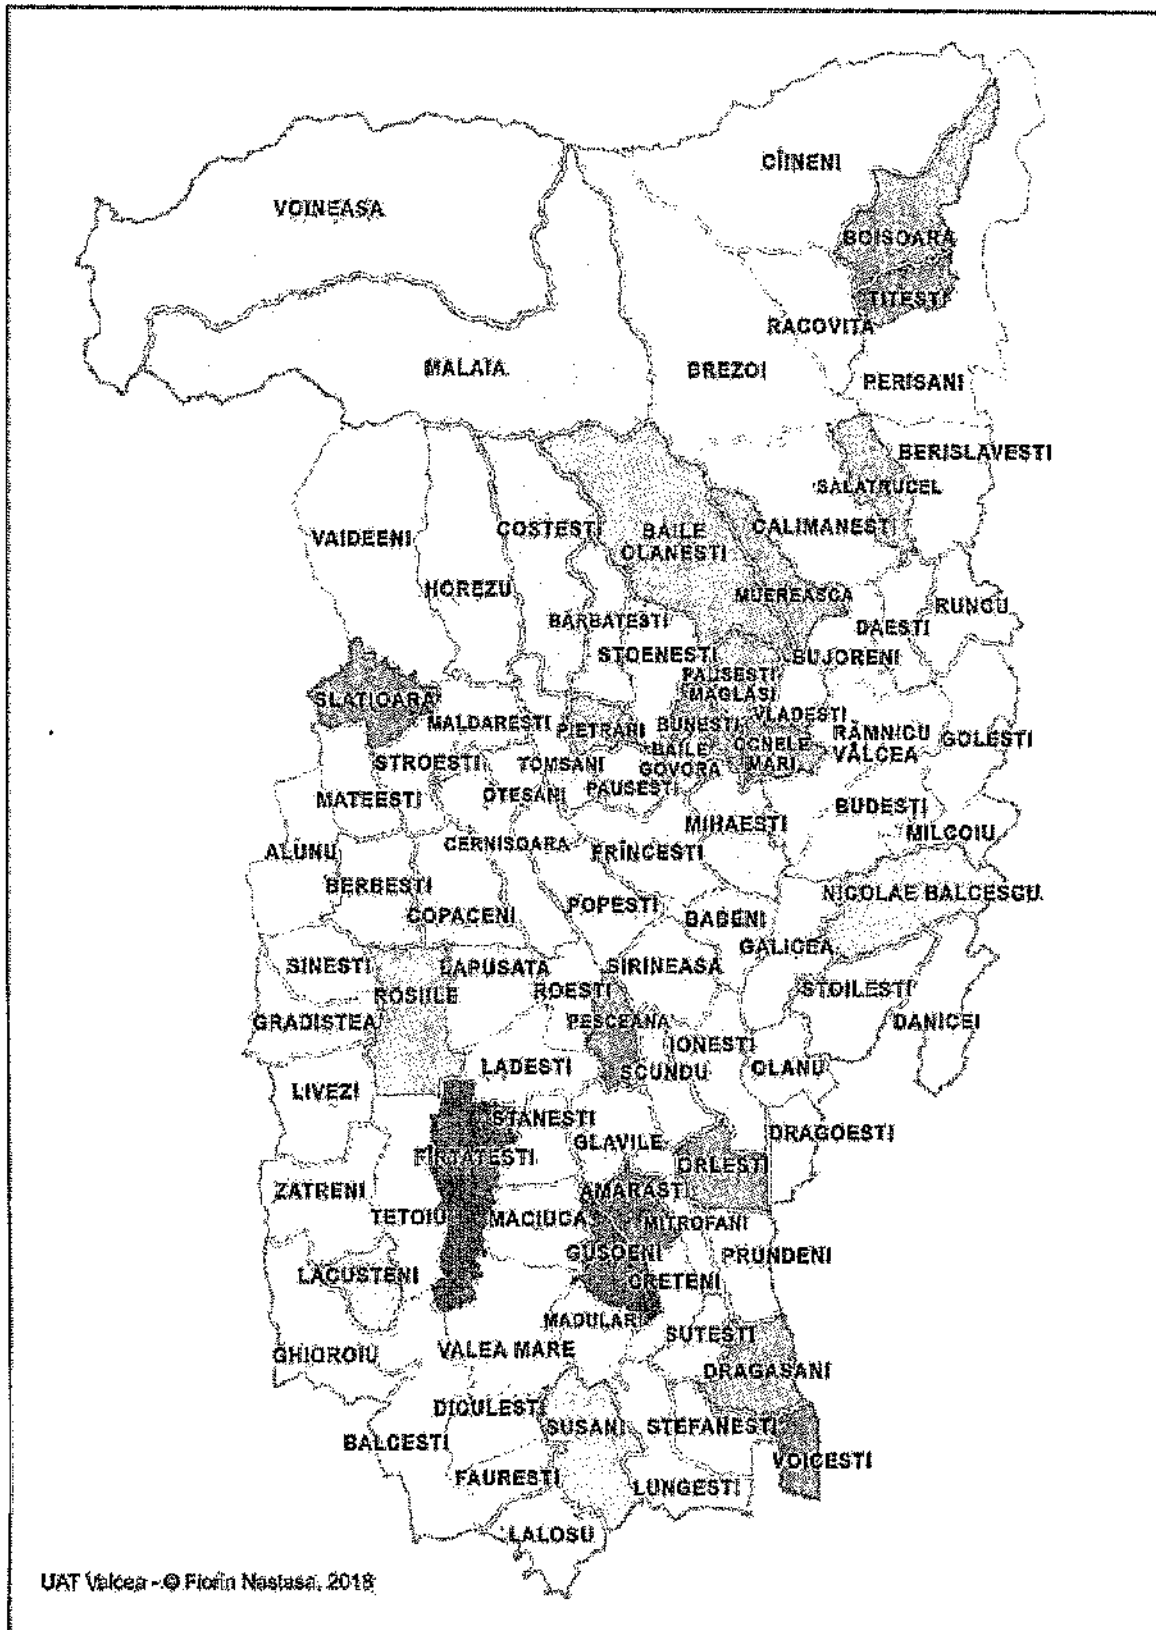 CÎINENI
VOINEASA
BOISOARA
TITESTI
RACOVITA
MALAIA
BREZOI
PERISANI
BERISLAVESTI
SALATRUCEL
COSTESTI
BAILE
OLANESTI
CALIMANESTI
VAIDEENI
HOREZU
MUEREASCA
RUNCU
BARBATESTI
DAESTI
STOENESTI
BUJORENI
PAUSESTI
MAGLASI
SLATIOARA
MALDARESTI
PIETRARI
BUNESTI
VLADESTI
RÂMNICU
VÂLCEA
GOLESTI
OCNELE
MARI
BAILE
GOVORA
STROESTI
TOMSANI
PAUSESTI
OTESANI
MATEESTI
BUDESTI
MIHAESTI
MILCOIU
CERNISOARA
FRÎNCESTI
ALUNU
BERBESTI
NICOLAE BALCESCU
COPACENI
POPESTI
BABENI
GALICEA
SINESTI
LAPUSATA
SIRINEASA
ROSIILE
ROESTI
STOILESTI
GRADISTEA
PESCEANA
DANICEI
IONESTI
LADESTI
SCUNDU
OLANU
LIVEZI
STANESTI
GLAVILE
DRAGOESTI
FIRTATESTI
ORLESTI
ZATRENI
AMARASTI
TETOIU
MACIUCA
MITROFANI
GUSOENI
PRUNDENI
LACUSTENI
CRETENI
MADULARI
SUTESTI
GHIOROIU
VALEA MARE
DRAGASANI
DICULESTI
SUSANI
STEFANESTI
BALCESTI
VOICESTI
FAURESTI
LUNGESTI
LALOSU
UAT Valcea - © Florin Nastasa, 2018